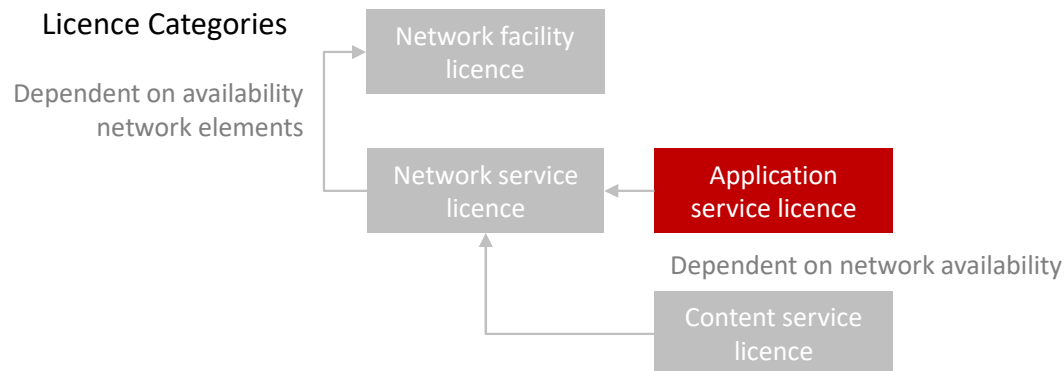 Licence Categories
Network facility
licence
Dependent on availability
network elements
Network service
licence
Application
service licence
Dependent on network availability
Content service
licence